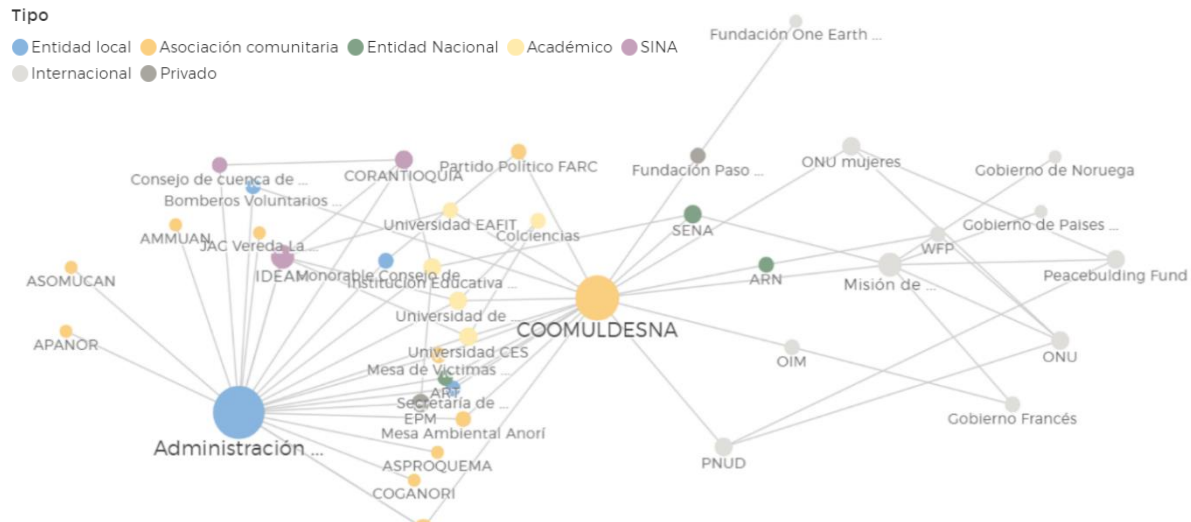 Tipo
Entidad local Asociación comunitaria Entidad Nacional Académico SINA
Internacional Privado
Fundación One Earth ...
Partido Político FARC
Fundación Paso ...
ONU mujeres
Gobierno de Noruega
Consejo de cuenca de ...
CORANTIOQUIA
Bomberos Voluntarios ...
Universidad EAFIT
Colciencias
SENA
Gobierno de Paises ...
AMMUAN
JAC Vereda La ...
WFP
ASOMUCAN
IDEAM
Honorable Consejo de ...
Institución Educativa ...
ARN
Misión de ...
Peacebulding Fund
Universidad de ...
COOMULDESNA
APANOR
Universidad CES
OIM
ONU
Mesa de Víctimas ...
ART
Secretaría de ...
EPM
Gobierno Francés
Mesa Ambiental Anorí
Administración ...
ASPROQUEMA
PNUD
COGANORI